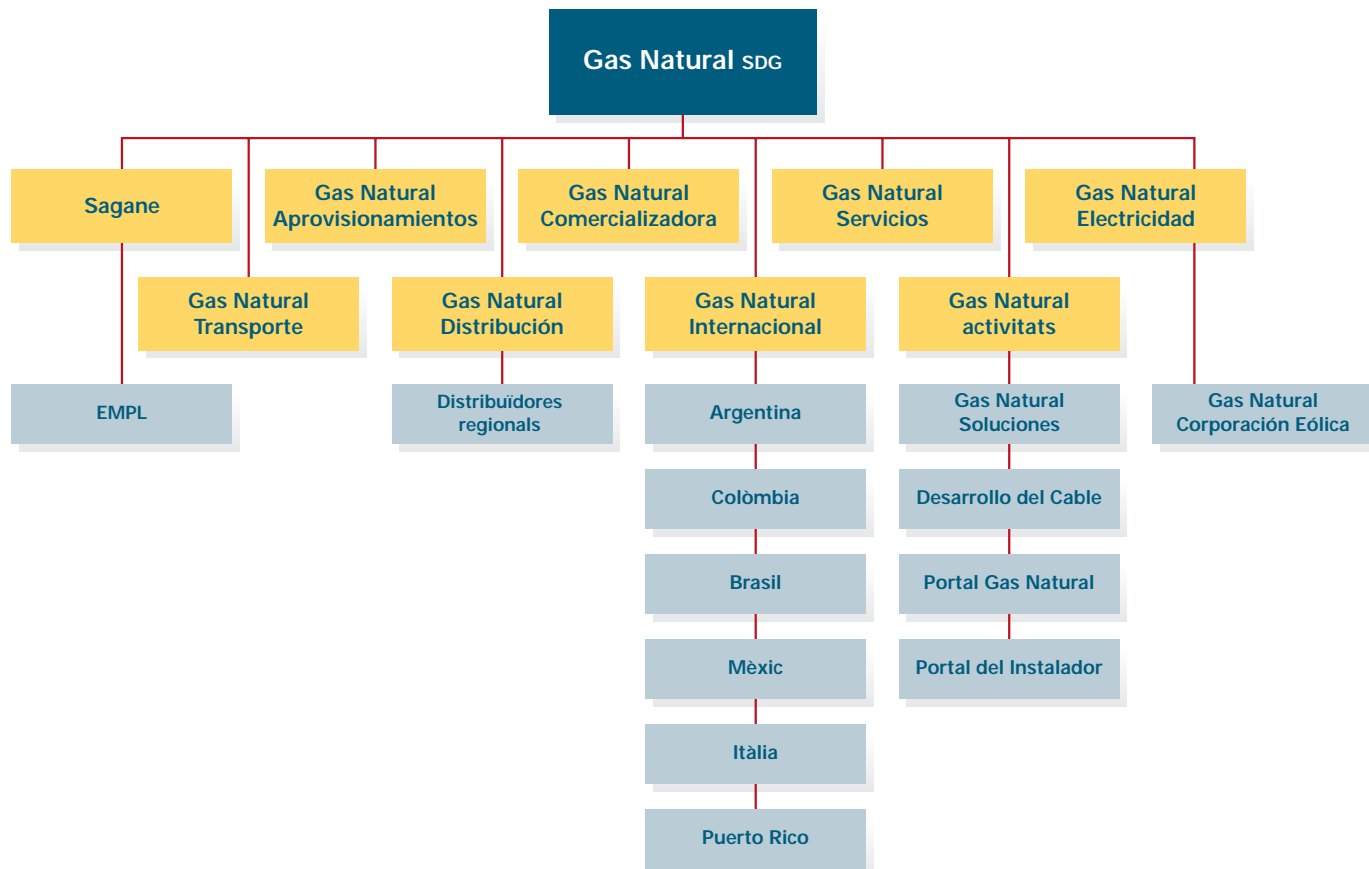 Gas Natural SDG
Sagane
Gas Natural
Aprovisionamientos
Gas Natural
Comercializadora
Gas Natural
Servicios
Gas Natural
Electricidad
Gas Natural
Transporte
Gas Natural
Distribución
Gas Natural
Internacional
Gas Natural
activitats
EMPL
Distribuïdores
regionals
Argentina
Gas Natural
Soluciones
Gas Natural
Corporación Eólica
Colòmbia
Desarrollo del Cable
Brasil
Portal Gas Natural
Mèxic
Portal del Instalador
Itàlia
Puerto Rico